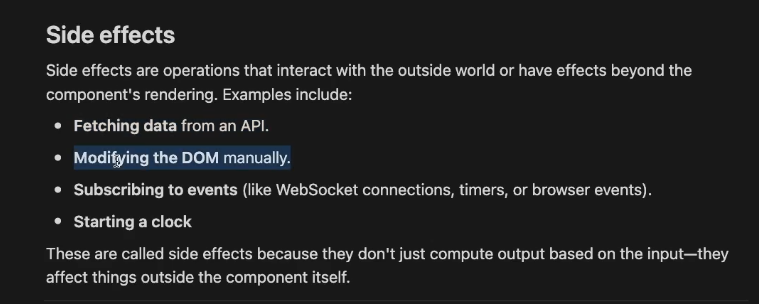 Side effects
Side effects are operations that interact with the outside world or have effects beyond the
component's rendering. Examples include:
• Fetching data from an API.
• Modifying the DOM manually.
• Subscribing to events (like WebSocket connections, timers, or browser events).
• Starting a clock
These are called side effects because they don't just compute output based on the input—they
affect things outside the component itself.